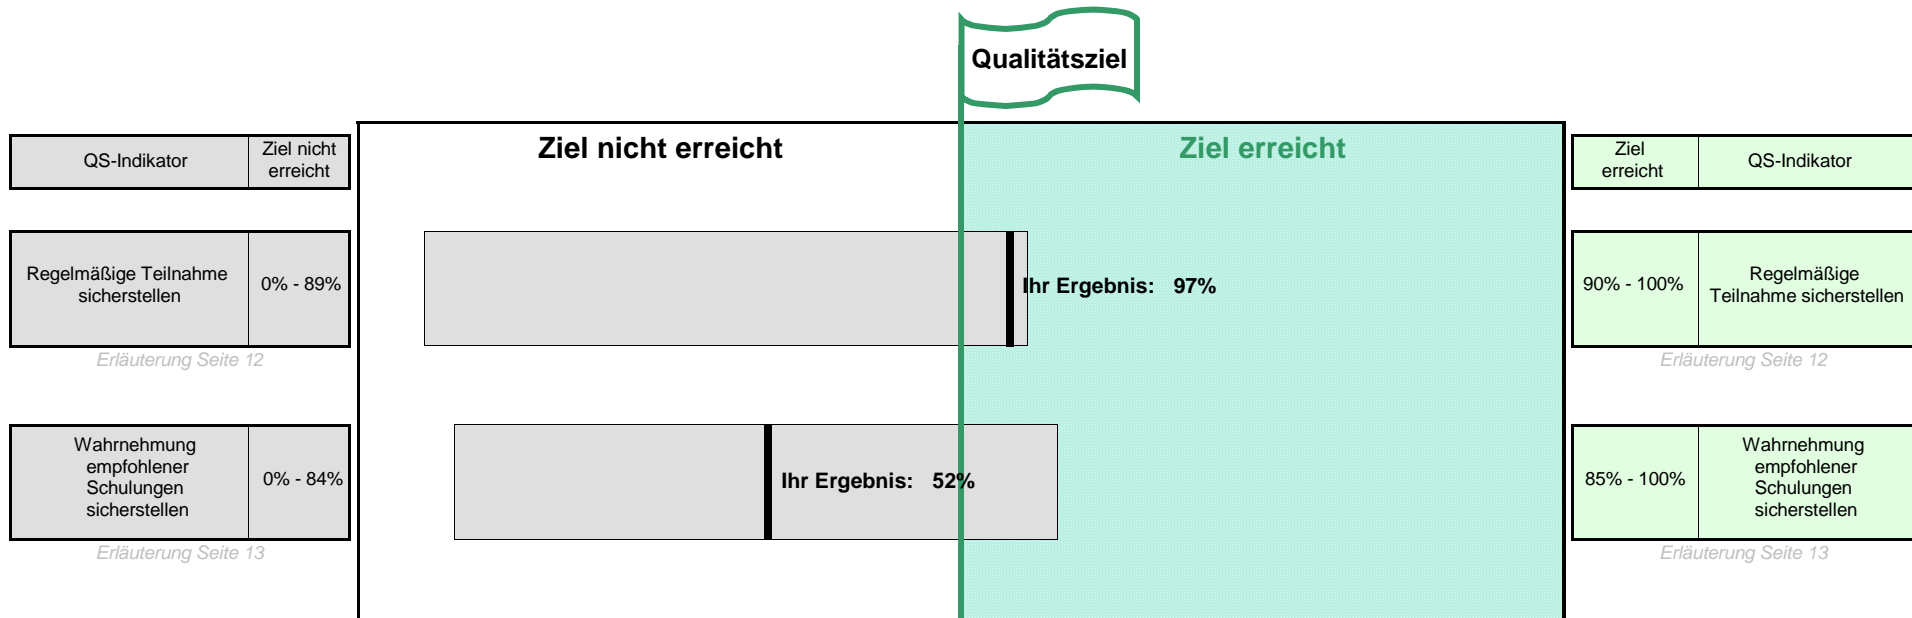 Qualitätsziel
QS-Indikator
Ziel nicht
erreicht
Ziel nicht erreicht
Ziel erreicht
Ziel
erreicht
QS-Indikator
Regelmäßige Teilnahme
sicherstellen
0% - 89%
Ihr Ergebnis: 97%
90% - 100%
Regelmäßige
Teilnahme sicherstellen
Erläuterung Seite 12
Erläuterung Seite 12
Wahrnehmung
empfohlener
Schulungen
sicherstellen
0% - 84%
Ihr Ergebnis: 52%
85% - 100%
Wahrnehmung
empfohlener
Schulungen
sicherstellen
Erläuterung Seite 13
Erläuterung Seite 13